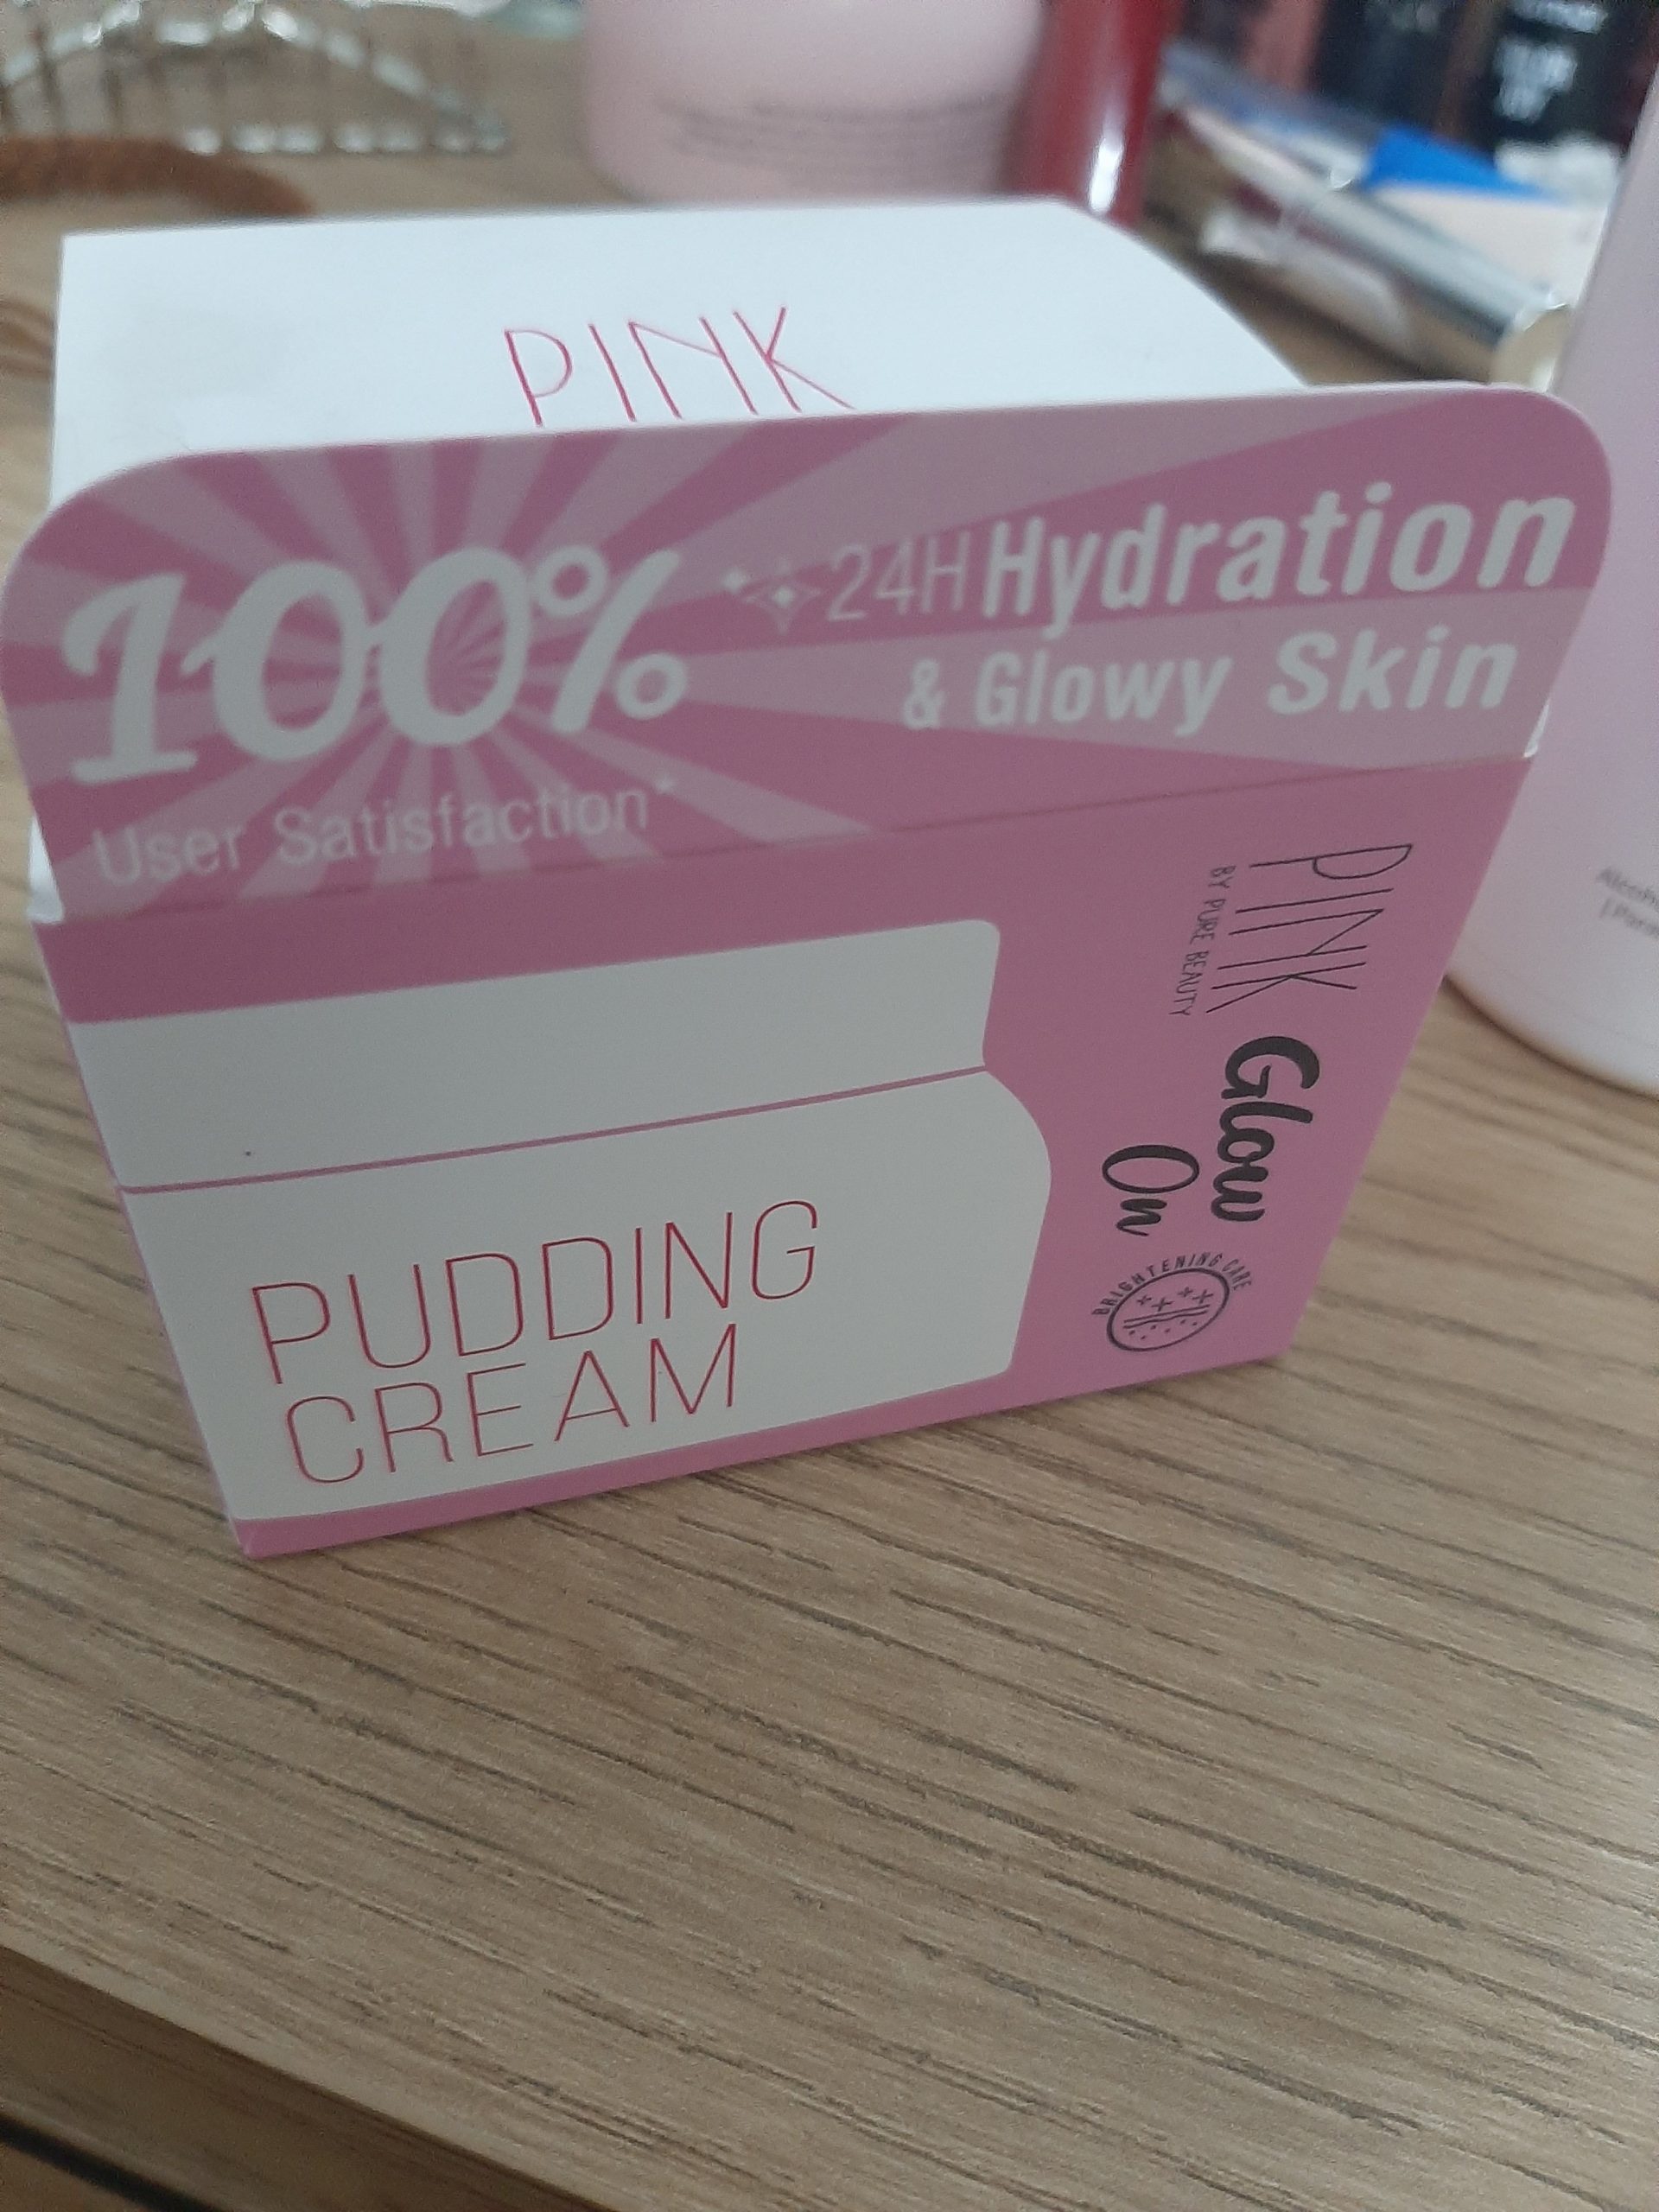 PINK
100%
User Satisfaction*
24H Hydration
& Glowy Skin
PINK
BY PURE BEAUTY
Glow
On
BRIGHTENING CARE
PUDDING
CREAM